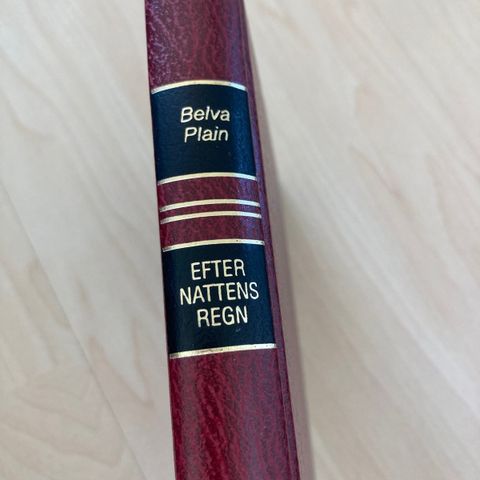 Belva
Plain
EFTER
NATTENS
REGN